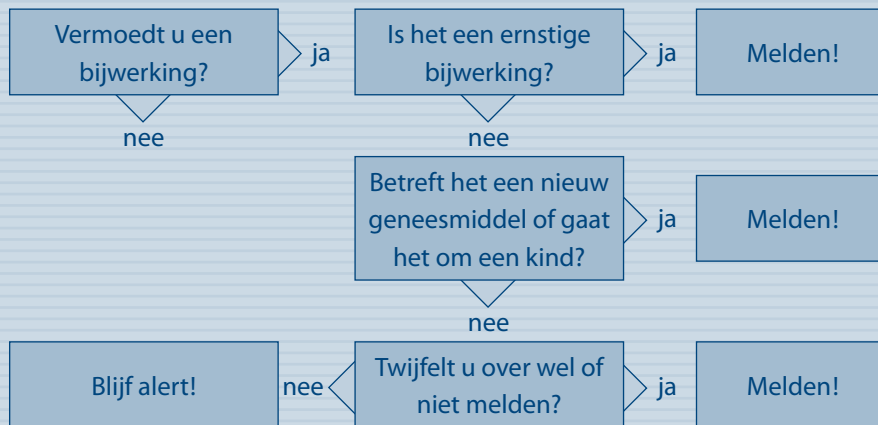 Vermoedt u een
bijwerking?
ja
Is het een ernstige
bijwerking?
ja
Melden!
nee
nee
Betreft het een nieuw
geneesmiddel of gaat
het om een kind?
ja
Melden!
nee
Blijf alert!
nee
Twijfelt u over wel of
niet melden?
ja
Melden!